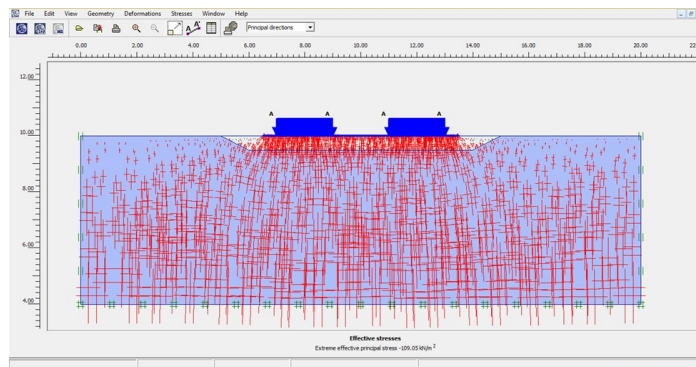 File Edit View Geometry Deformations Stresses Window Help
Principal directions
0,00 2,00 4,00 6,00 8,00 10,00 12,00 14,00 16,00 18,00 20,00 22
12,00
A A A A
10,00
8,00
6,00
4,00
Effective stresses
Extreme effective principal stress -109.05 kN/m 2